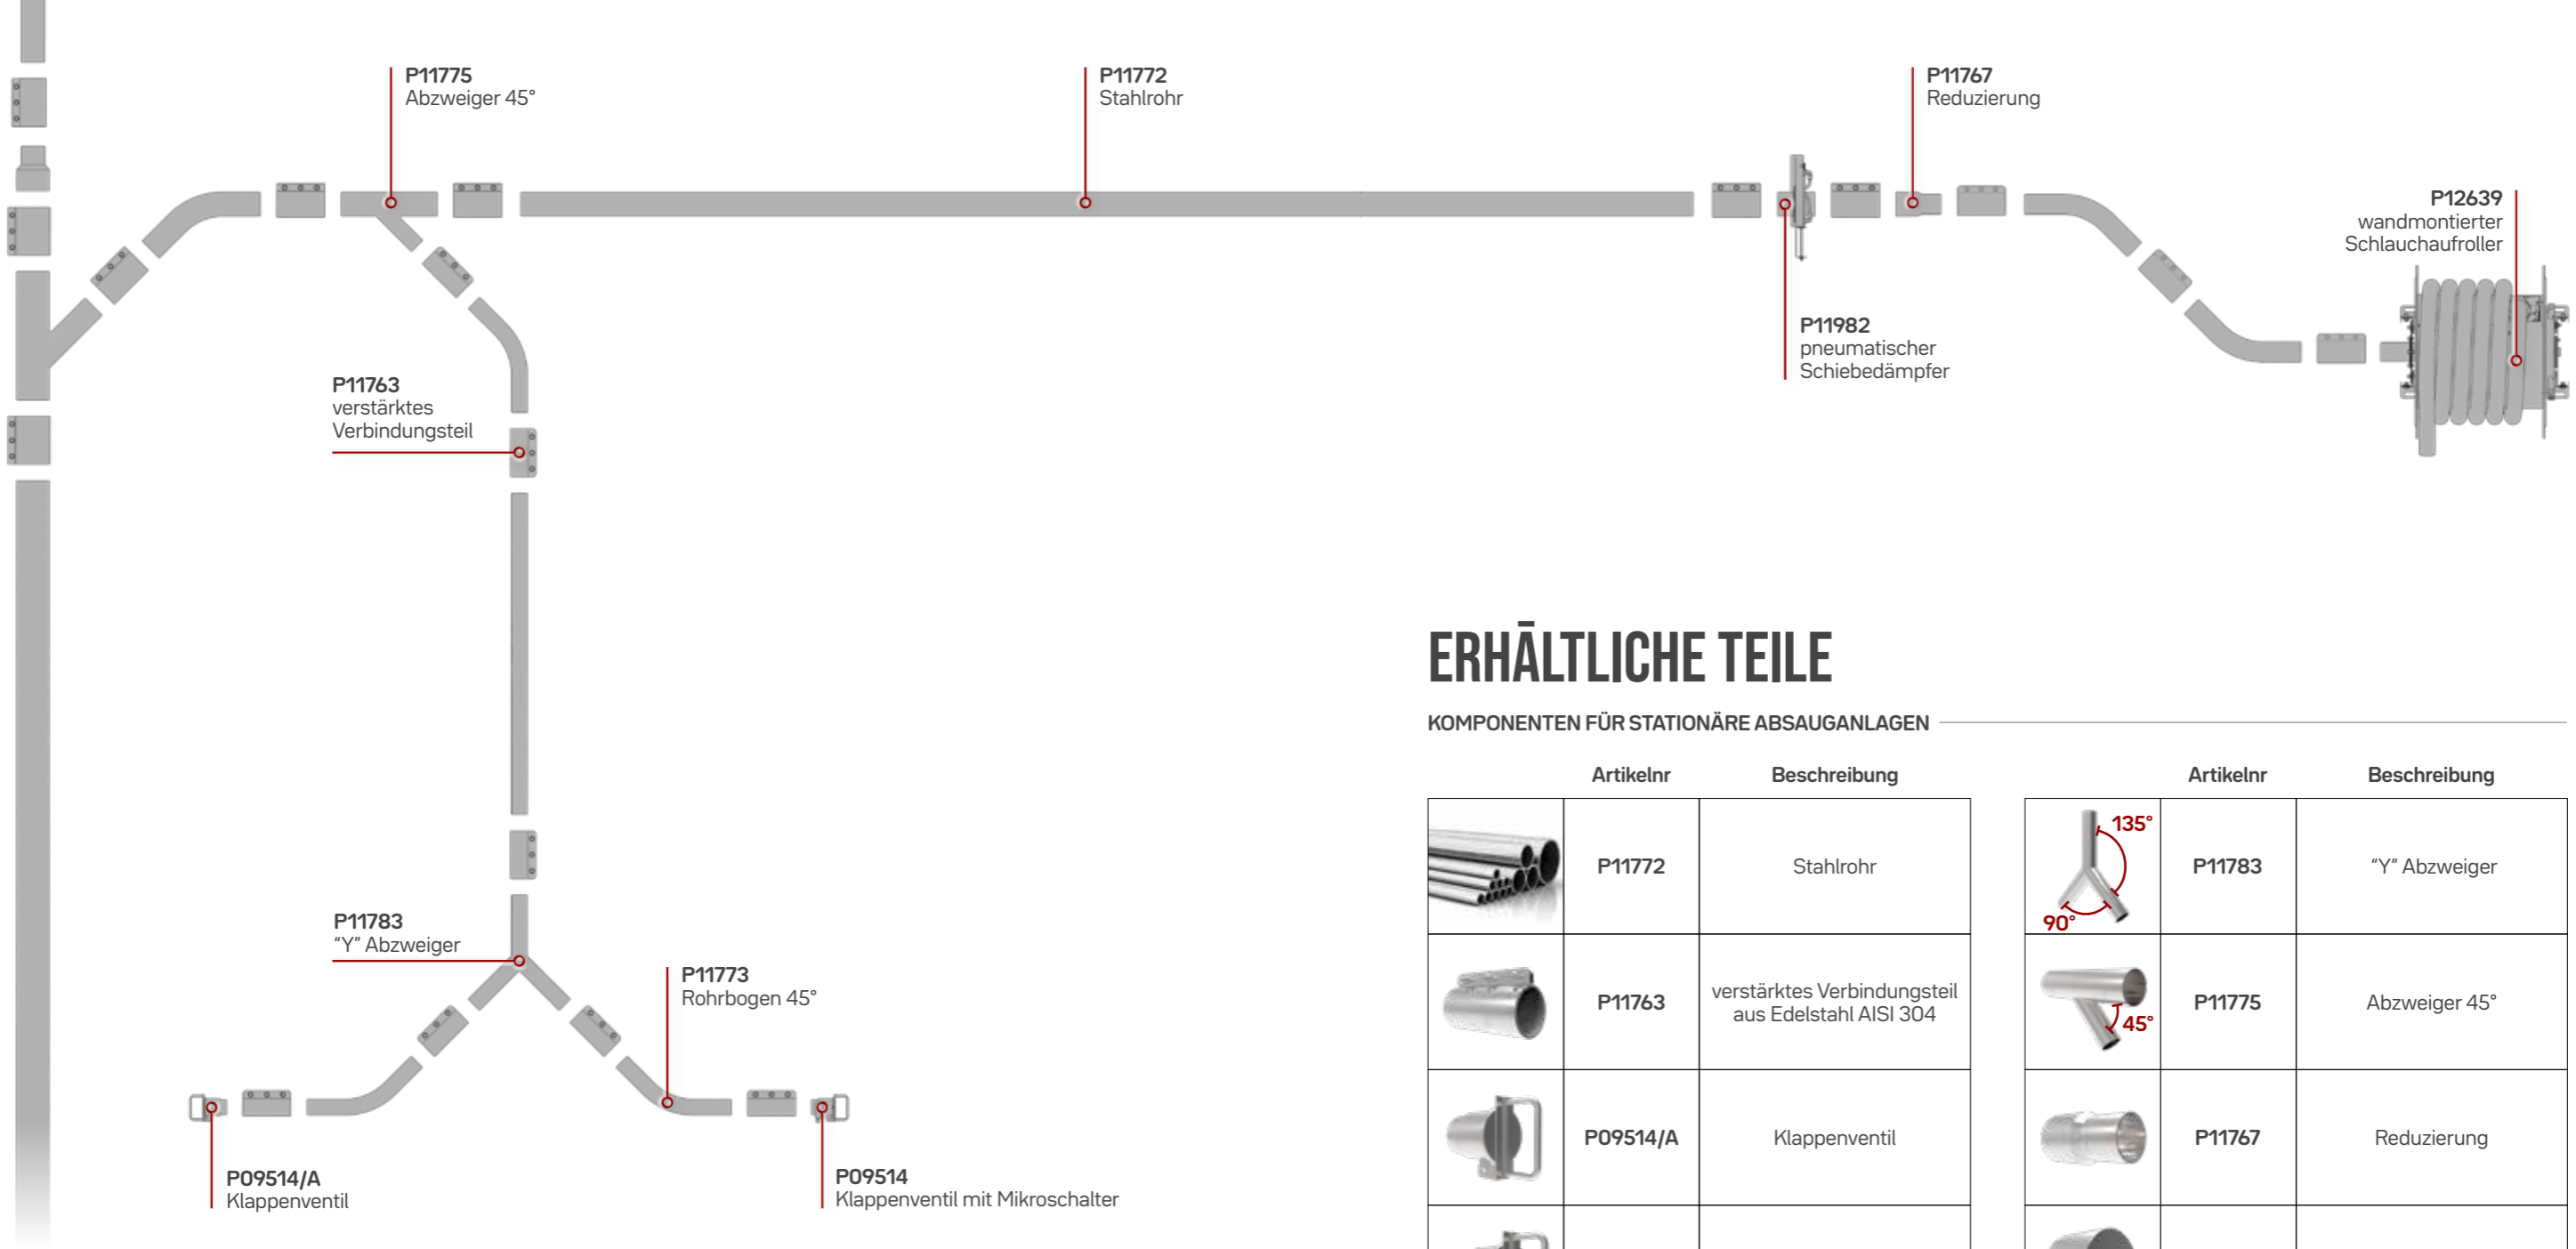 P11775
Abzweiger 45°
P11772
Stahlrohr
P11767
Reduzierung
P12639
wandmontierter
Schlauchaufroller
P11982
pneumatischer
Schiebedämpfer
P11763
verstärktes
Verbindungsteil
P11783
“Y” Abzweiger
P11773
Rohrbogen 45°
P09514/A
Klappenventil
P09514
Klappenventil mit Mikroschalter
ERHÄLTLICHE TEILE
KOMPONENTEN FÜR STATIONÄRE ABSAUGANLAGEN
Artikelnr Beschreibung
P11772 Stahlrohr
P11763 verstärktes Verbindungsteil
aus Edelstahl AISI 304
P09514/A Klappenventil
Artikelnr Beschreibung
135°
90°
P11783 “Y” Abzweiger
45°
P11775 Abzweiger 45°
P11767 Reduzierung